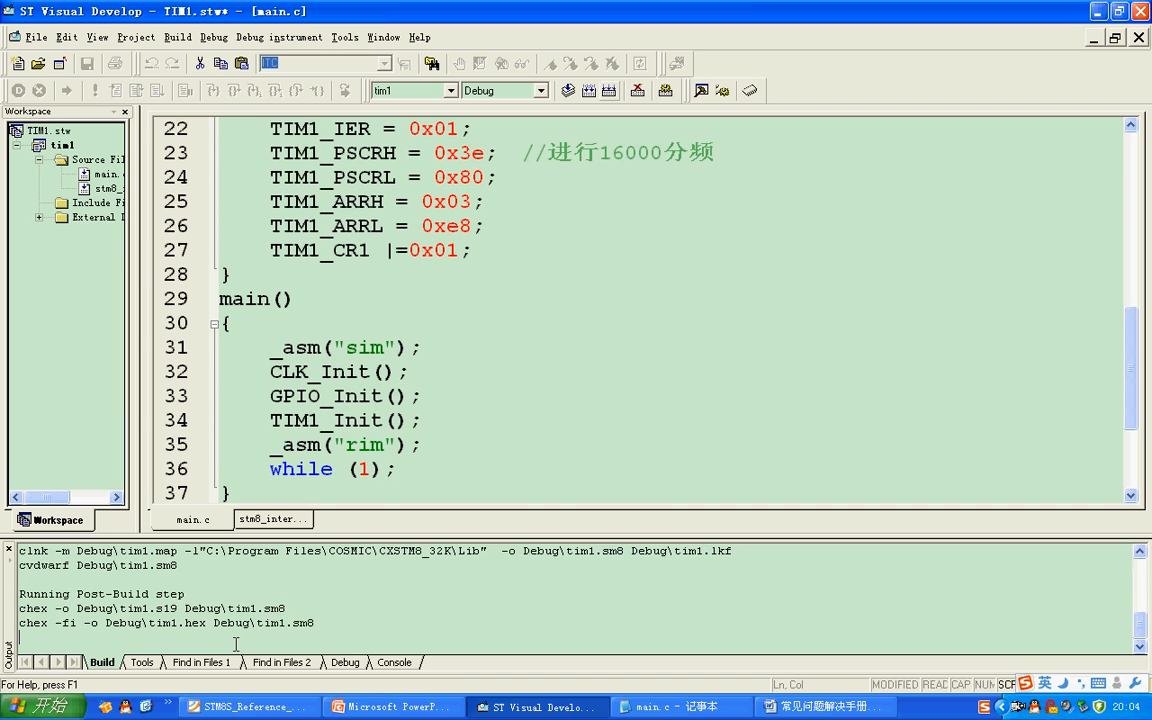 ST Visual Develop - TIM1.stw* - [main.c]
File Edit View Project Build Debug Debug instrument Tools Window Help
ITC
tim1 Debug
Workspace
TIM1.stw
tim1
Source Fil
main.
stm8_
Include Fi
External D
22 TIM1_IER = 0x01;
23 TIM1_PSCRH = 0x3e; //进行16000分频
24 TIM1_PSCRL = 0x80;
25 TIM1_ARRH = 0x03;
26 TIM1_ARRL = 0xe8;
27 TIM1_CR1 |=0x01;
28 }
29 main()
30 {
31 _asm("sim");
32 CLK_Init();
33 GPIO_Init();
34 TIM1_Init();
35 _asm("rim");
36 while (1);
37 }
Workspace
main.c stm8_inter...
clnk -m Debug\tim1.map -l"C:\Program Files\COSMIC\CXSTM8_32K\Lib" -o Debug\tim1.sm8 Debug\tim1.lkf
cvdwarf Debug\tim1.sm8
Running Post-Build step
chex -o Debug\tim1.s19 Debug\tim1.sm8
chex -fi -o Debug\tim1.hex Debug\tim1.sm8
Output
Build Tools Find in Files 1 Find in Files 2 Debug Console
For Help, press F1
Ln, Col MODIFIED READ CAP NUM SCF
英
开始 STM8S_Reference_... Microsoft PowerP... ST Visual Develo... main.c - 记事本 常见问题解决手册... 20:04